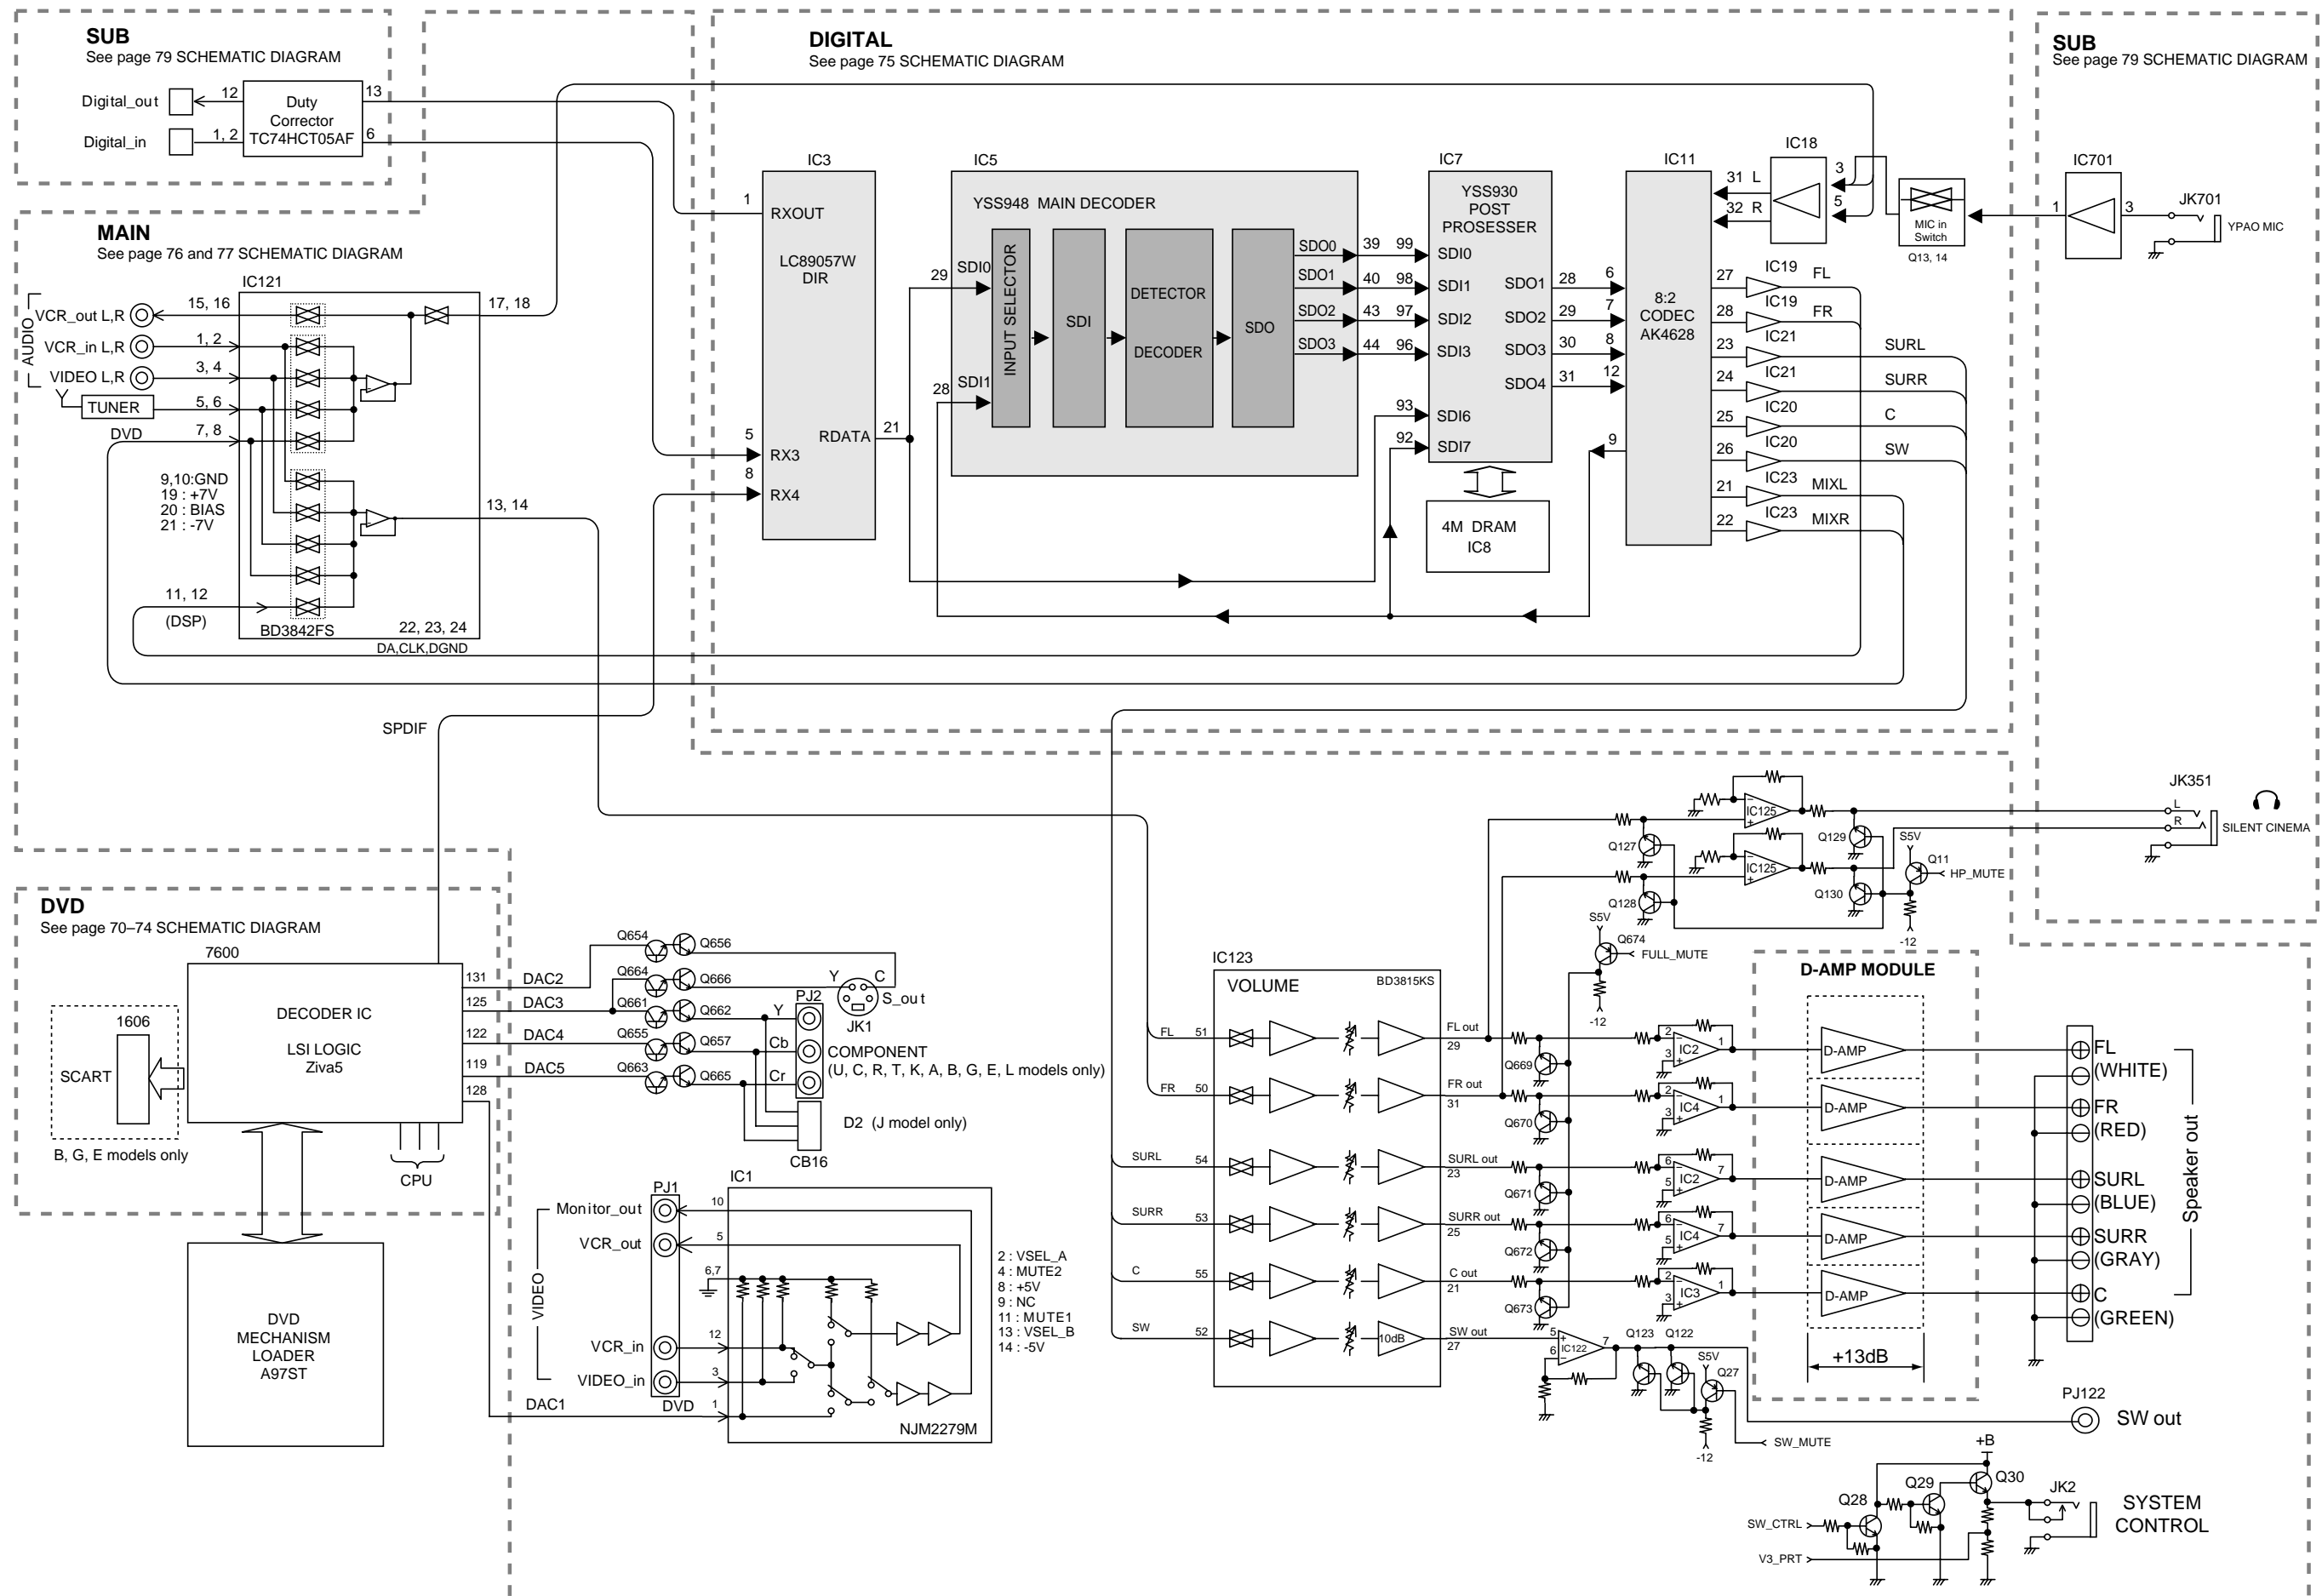 SUB
See page 79 SCHEMATIC DIAGRAM
Digital_out
12
Duty
Corrector
TC74HCT05AF
13
Digital_in
1, 2
6
MAIN
See page 76 and 77 SCHEMATIC DIAGRAM
IC121
AUDIO
VCR_out L,R
15, 16
17, 18
VCR_in L,R
1, 2
VIDEO L,R
3, 4
TUNER
5, 6
DVD
7, 8
9,10:GND
19 : +7V
20 : BIAS
21 : -7V
13, 14
11, 12
(DSP)
BD3842FS
22, 23, 24
DA,CLK,DGND
SPDIF
DIGITAL
See page 75 SCHEMATIC DIAGRAM
IC3
1
RXOUT
LC89057W
DIR
5
RX3
8
RX4
RDATA
21
IC5
YSS948 MAIN DECODER
29
SDI0
28
SDI1
INPUT SELECTOR
SDI
DETECTOR
DECODER
SDO
SDO0
39
SDO1
40
SDO2
43
SDO3
44
IC7
YSS930
POST
PROSESSER
99
SDI0
98
SDI1
97
SDI2
96
SDI3
93
SDI6
92
SDI7
SDO1
28
SDO2
29
SDO3
30
SDO4
31
4M DRAM
IC8
IC11
6
7
8
12
9
8:2
CODEC
AK4628
31 L
32 R
IC18
3
5
MIC in
Switch
Q13, 14
27
IC19
FL
28
IC19
FR
23
IC21
SURL
24
IC21
SURR
25
IC20
C
26
IC20
SW
21
IC23
MIXL
22
IC23
MIXR
SUB
See page 79 SCHEMATIC DIAGRAM
IC701
1
3
JK701
YPAO MIC
JK351
L
R
SILENT CINEMA
IC125
IC125
Q127
Q128
Q129
Q130
S5V
Q11
HP_MUTE
-12
S5V
Q674
FULL_MUTE
-12
DVD
See page 70–74 SCHEMATIC DIAGRAM
7600
DECODER IC
LSI LOGIC
Ziva5
1606
SCART
B, G, E models only
CPU
131
DAC2
125
DAC3
122
DAC4
119
DAC5
128
DVD
MECHANISM
LOADER
A97ST
DAC1
Q654
Q656
Q664
Q666
Q661
Q662
Q655
Q657
Q663
Q665
Y
C
S_out
JK1
PJ2
Y
Cb
Cr
COMPONENT
(U, C, R, T, K, A, B, G, E, L models only)
D2 (J model only)
CB16
PJ1
IC1
VIDEO
Monitor_out
10
VCR_out
5
6,7
VCR_in
12
VIDEO_in
3
DVD
1
NJM2279M
2 : VSEL_A
4 : MUTE2
8 : +5V
9 : NC
11 : MUTE1
13 : VSEL_B
14 : -5V
IC123
VOLUME
BD3815KS
FL
51
FL out
29
FR
50
FR out
31
SURL
54
SURL out
23
SURR
53
SURR out
25
C
55
C out
21
SW
52
10dB
SW out
27
Q669
Q670
Q671
Q672
Q673
2
3
IC2
1
2
3
IC4
1
6
5
IC2
7
6
5
IC4
7
2
3
IC3
1
D-AMP MODULE
D-AMP
D-AMP
D-AMP
D-AMP
D-AMP
+13dB
FL
(WHITE)
FR
(RED)
SURL
(BLUE)
SURR
(GRAY)
C
(GREEN)
Speaker out
5
6
IC122
7
Q123
Q122
S5V
Q27
-12
SW_MUTE
PJ122
SW out
+B
Q28
Q29
Q30
JK2
SW_CTRL
V3_PRT
SYSTEM
CONTROL